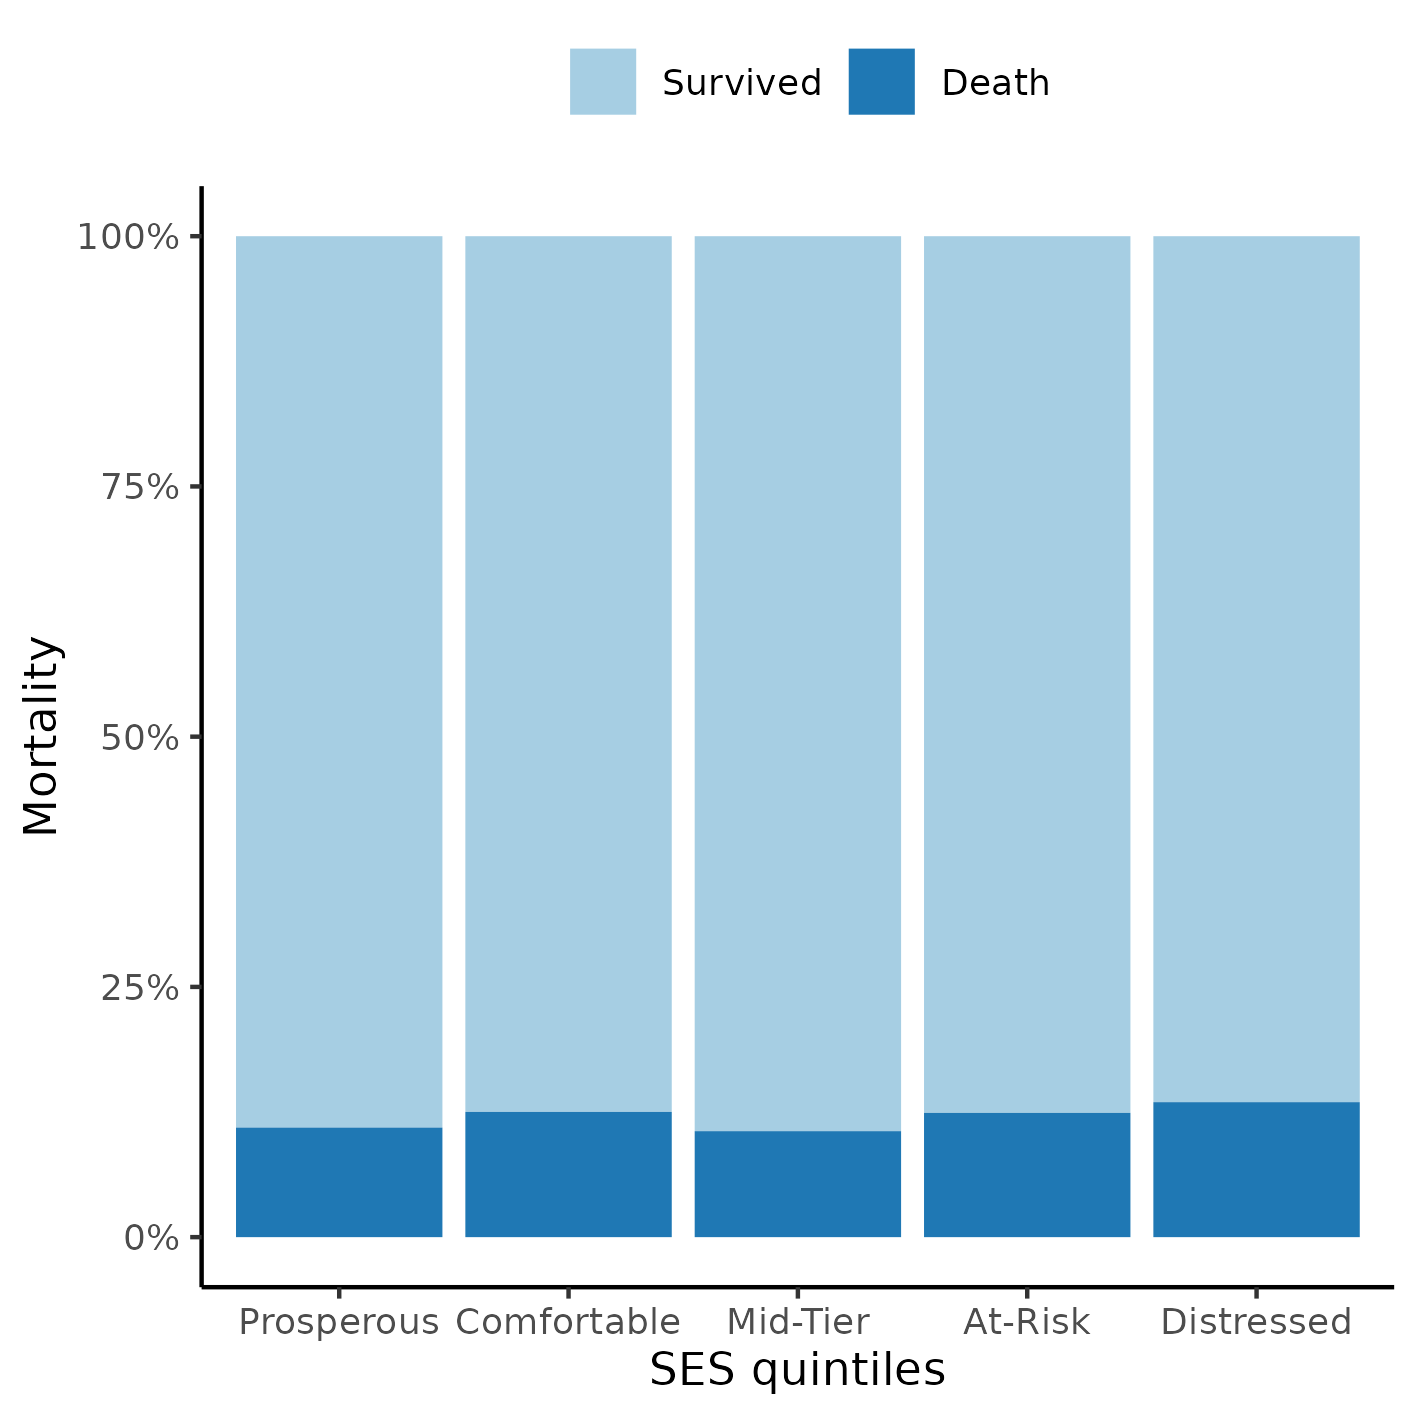 Survived Death
100%
75%
50%
25%
0%
Mortality
Prosperous Comfortable Mid-Tier At-Risk Distressed
SES quintiles